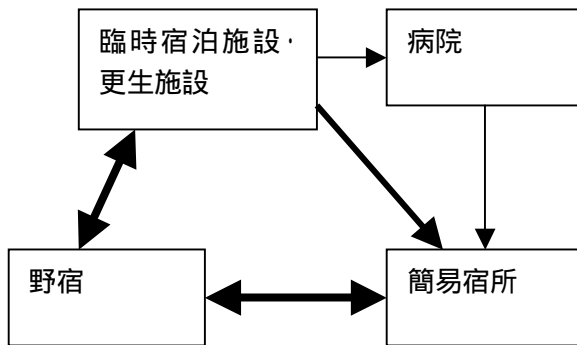 臨時宿泊施設・
更生施設
病院
野宿
簡易宿所